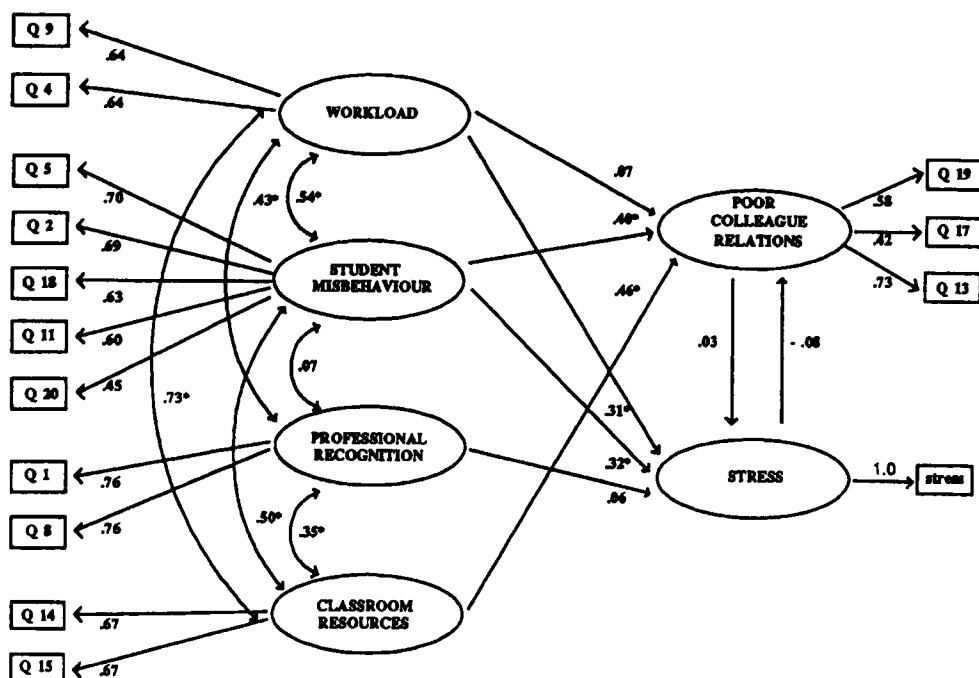 Q 9
.64
Q 4
.64
WORKLOAD
Q 5
.70
Q 2
.69
Q 18
.63
Q 11
.60
Q 20
.45
.43*
.54*
STUDENT
MISBEHAVIOUR
.07
.73*
PROFESSIONAL
RECOGNITION
Q 1
.76
Q 8
.76
.50*
.35*
Q 14
.67
Q 15
.67
CLASSROOM
RESOURCES
.07
.40*
.46*
POOR
COLLEAGUE
RELATIONS
Q 19
.58
Q 17
.42
Q 13
.73
.03
- .08
.31*
.32*
.06
STRESS
1.0
stress